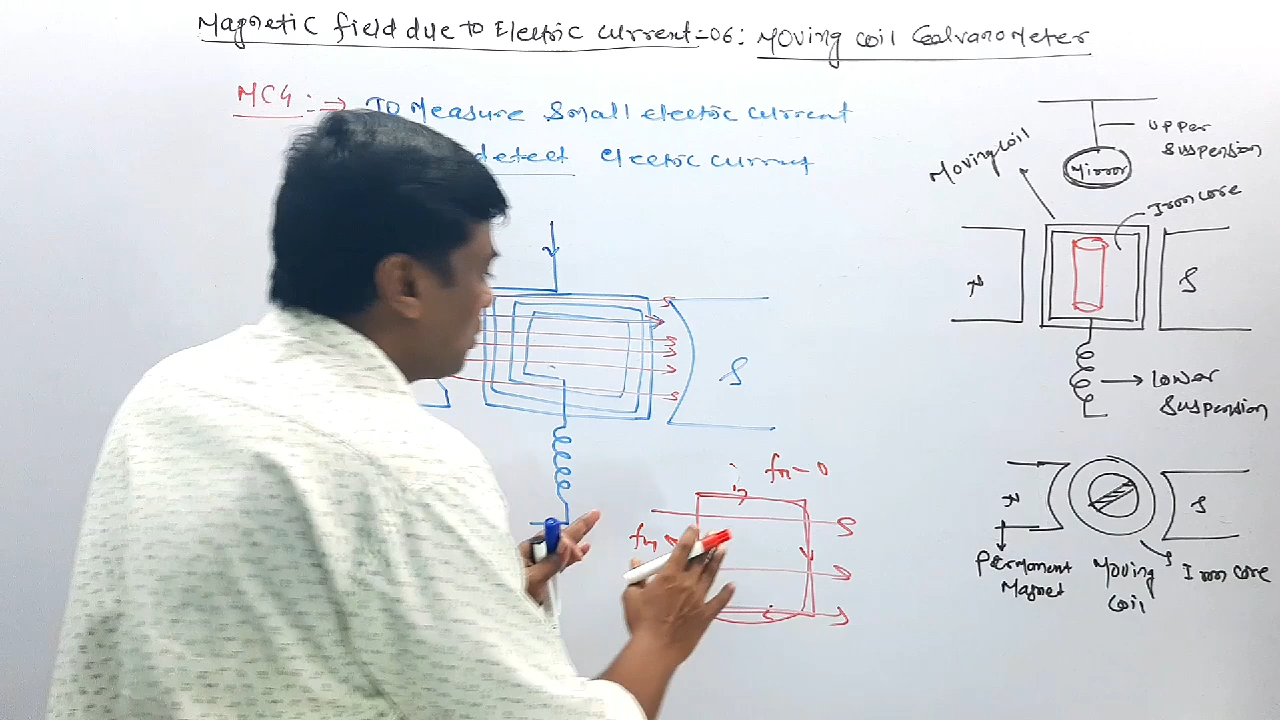 Magnetic field due to Electric current-06: Moving coil Galvanometer
MCG :→ To Measure Small electric current
detect electric current
Upper
Suspension
Moving coil
Mirror
Iron core
N
S
S
Lower
Suspension
i
fm-0
fm
N
S
Permanent
Magnet
Moving
coil
Iron core